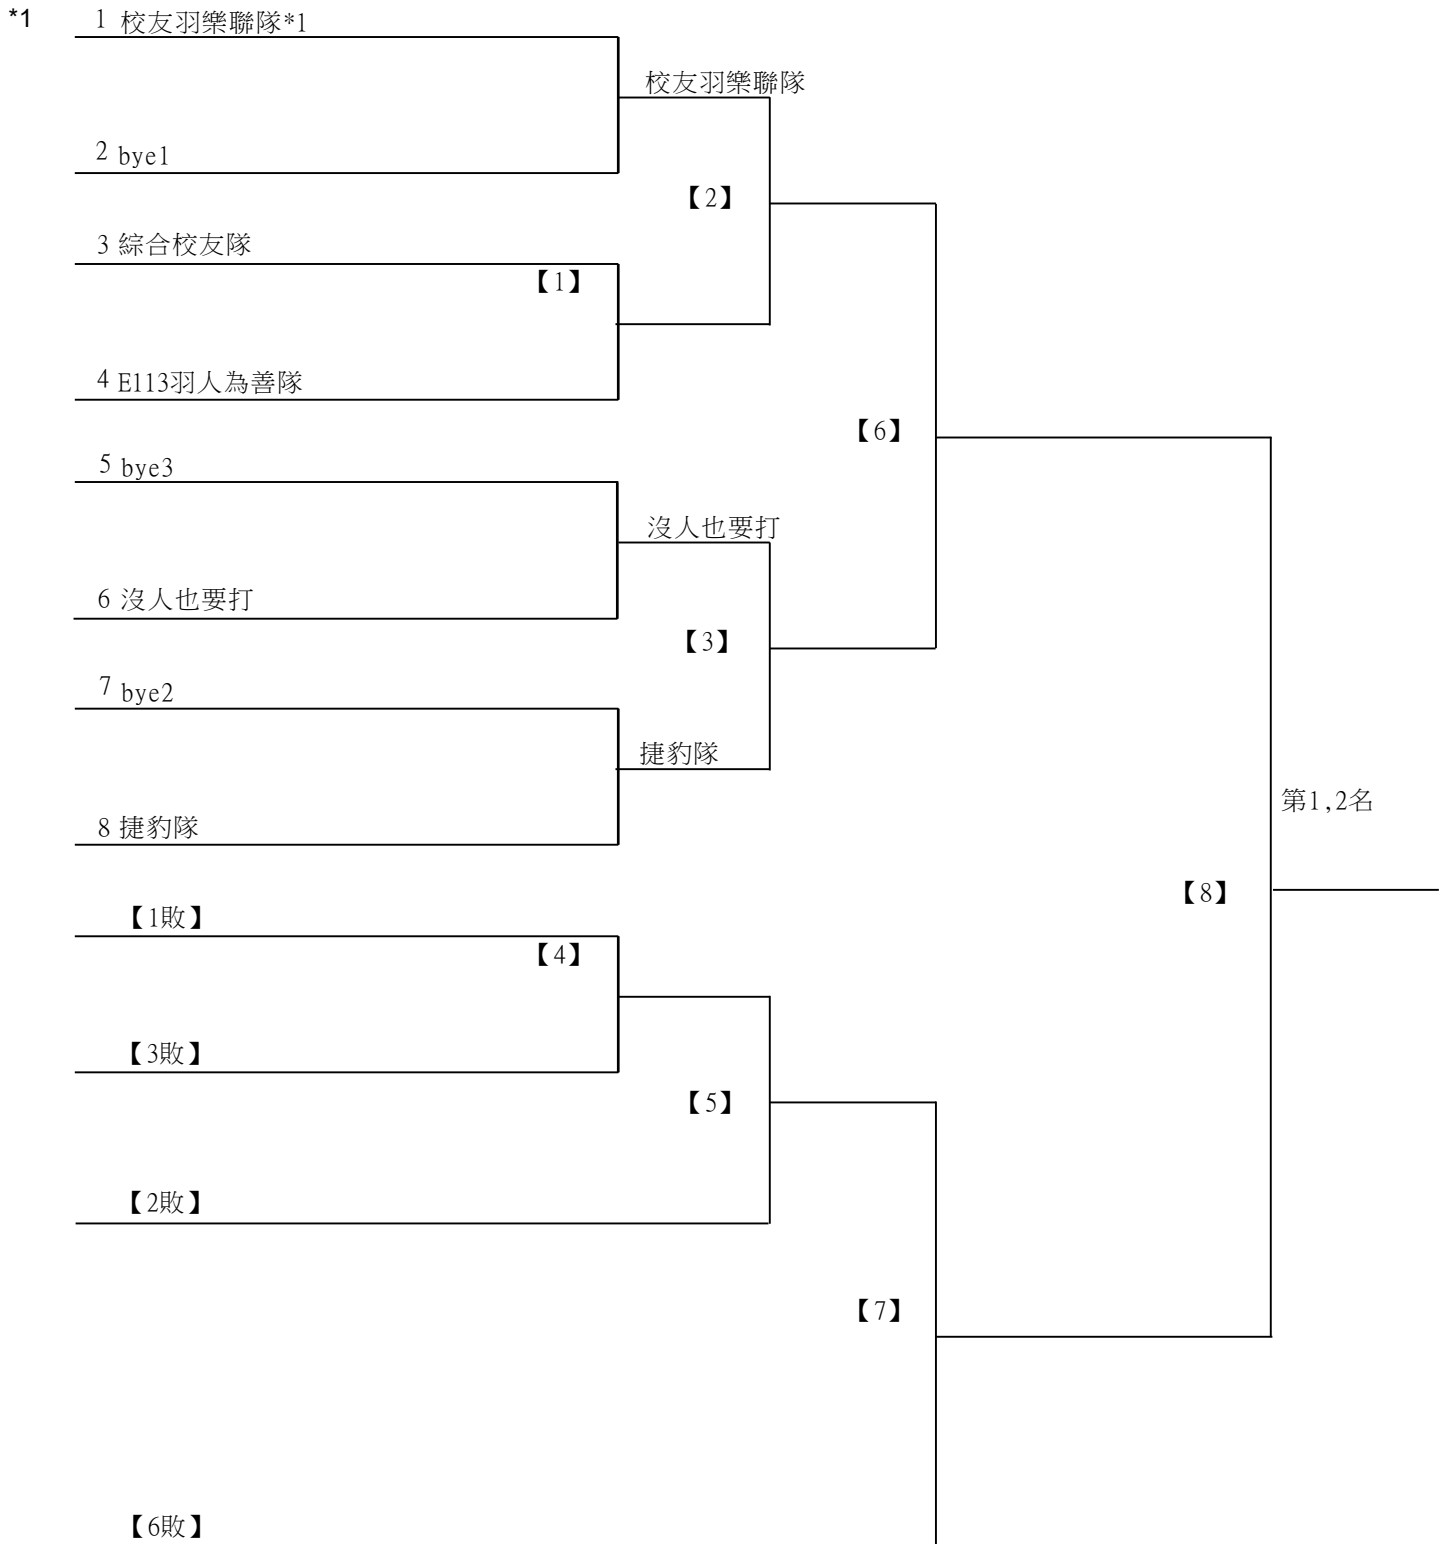 *1
1 校友羽樂聯隊*1
校友羽樂聯隊
2 bye1
【2】
3 綜合校友隊
【1】
4 E113羽人為善隊
【6】
5 bye3
沒人也要打
6 沒人也要打
【3】
7 bye2
捷豹隊
第1,2名
8 捷豹隊
【8】
【1敗】
【4】
【3敗】
【5】
【2敗】
【7】
【6敗】